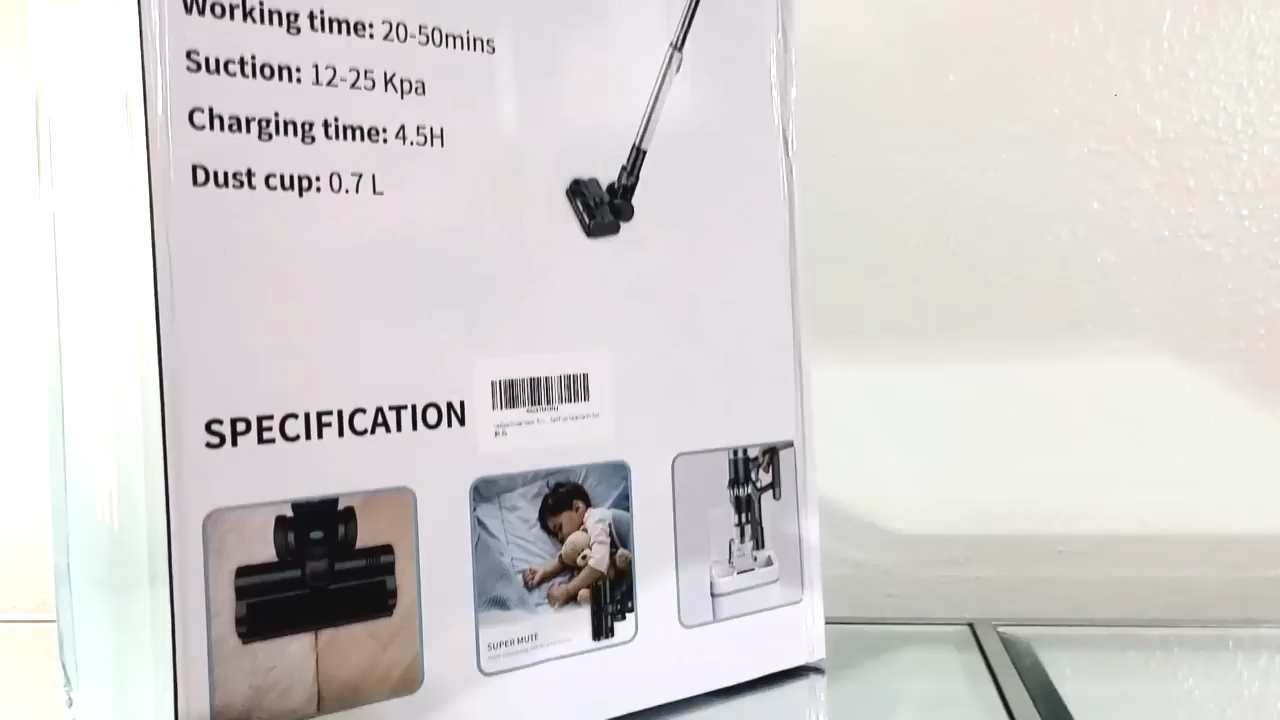 Working time: 20-50mins
Suction: 12-25 Kpa
Charging time: 4.5H
Dust cup: 0.7 L
SPECIFICATION
SUPER MUTE